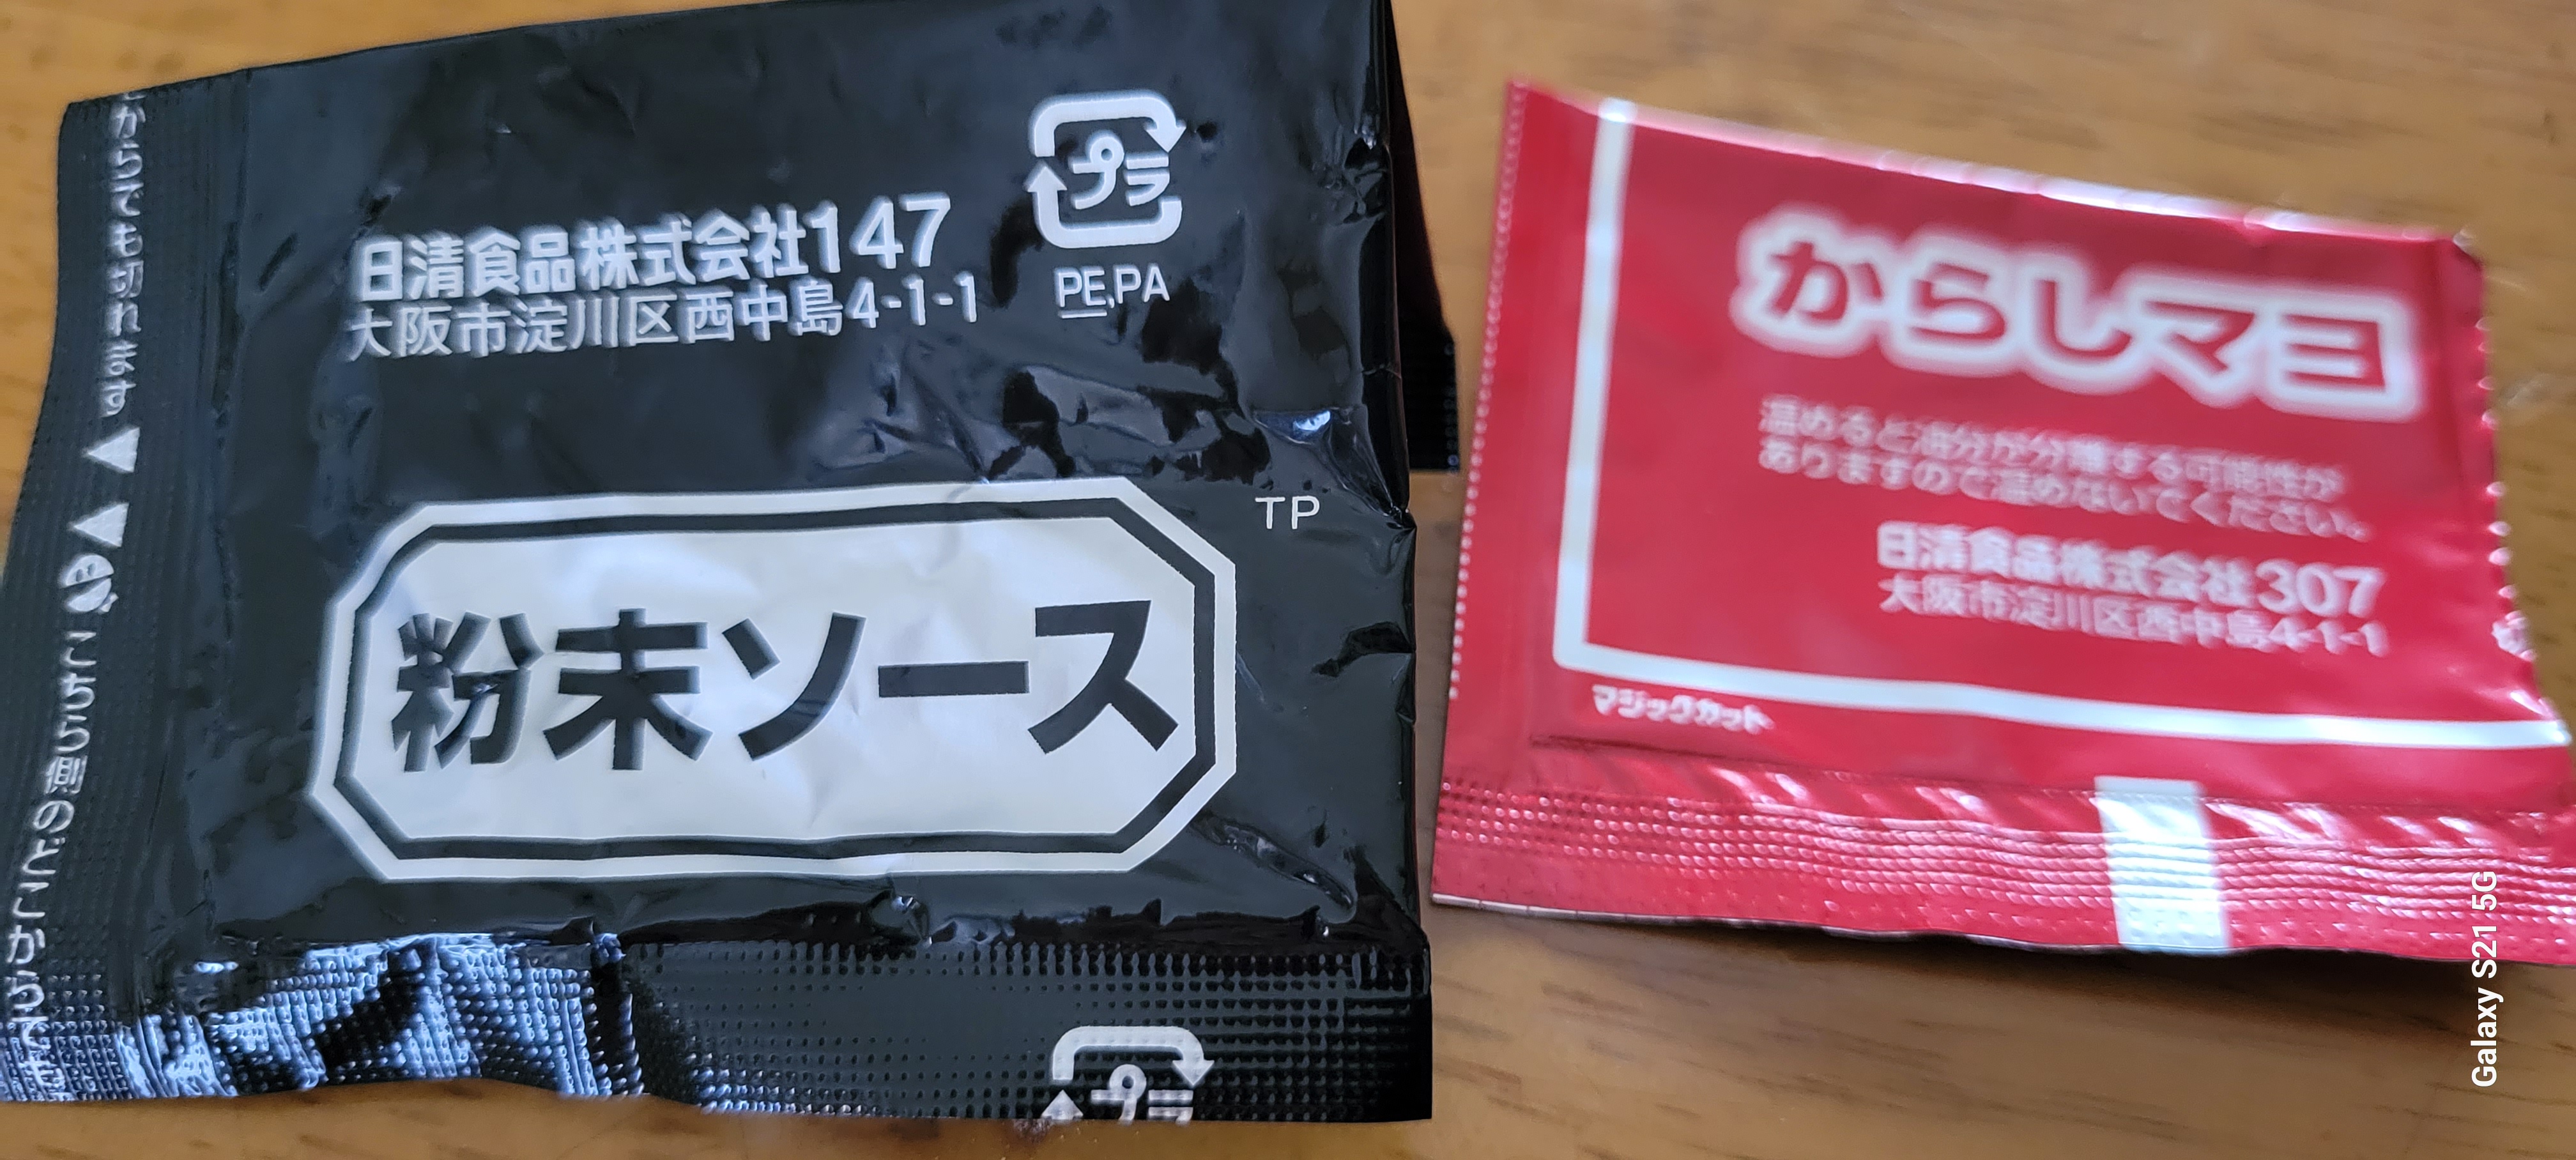 こちら側のどこからでも切れます▶
◀こちら側のどこ
日清食品株式会社147
大阪市淀川区西中島4-1-1
プラ
PE,PA
TP
粉末ソース
プラ
からしマヨ
温めると油分が分離する可能性が
ありますので温めないでください。
日清食品株式会社307
大阪市淀川区西中島4-1-1
マジックカット
Galaxy S21 5G